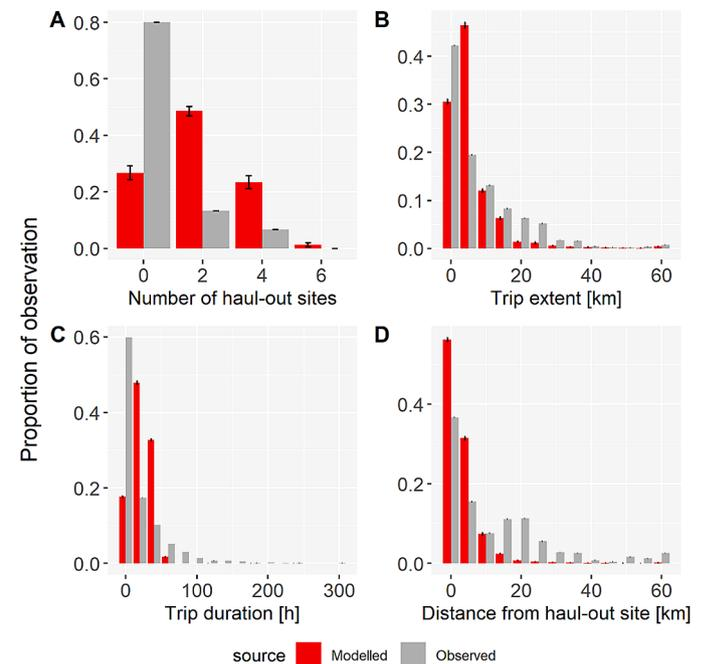 A
0.8
0.6
0.4
0.2
0.0
0 2 4 6
Number of haul-out sites
B
0.4
0.3
0.2
0.1
0.0
0 20 40 60
Trip extent [km]
Proportion of observation
C
0.6
0.4
0.2
0.0
0 100 200 300
Trip duration [h]
D
0.4
0.2
0.0
0 20 40 60
Distance from haul-out site [km]
source Modelled Observed